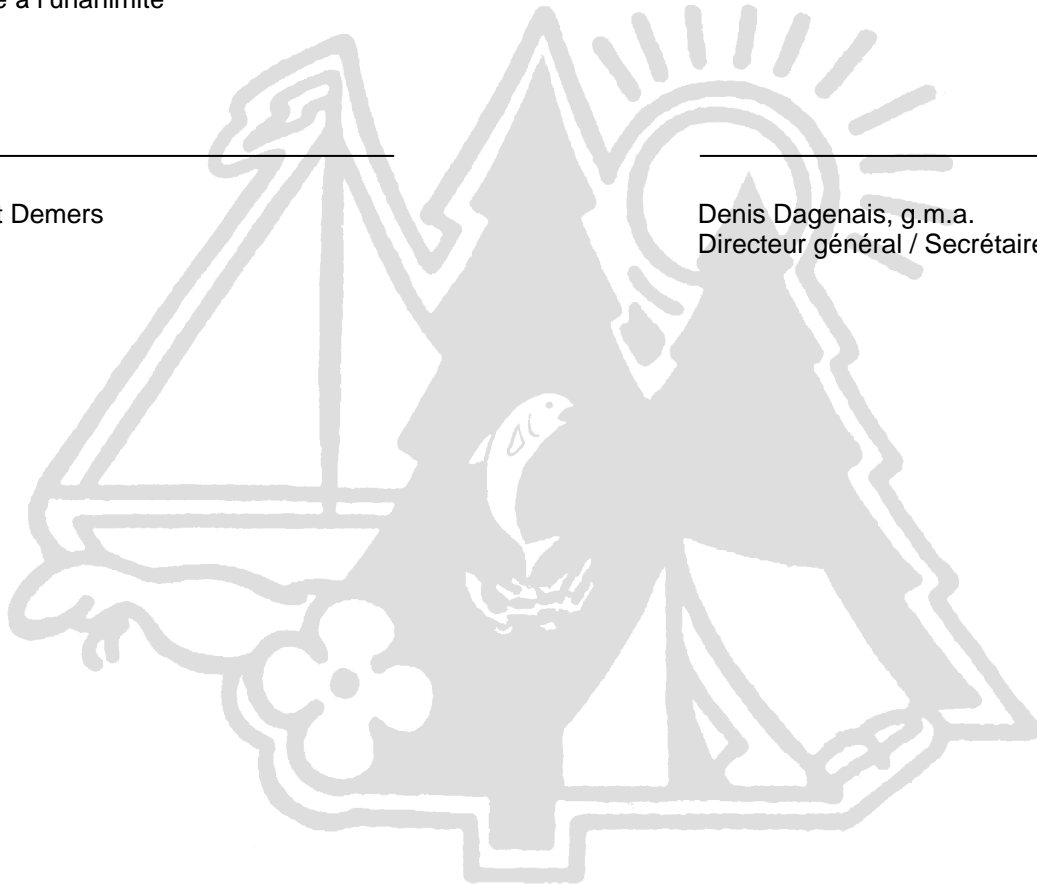 à l'unanimité
Demers
Denis Dagenais, g.m.a.
Directeur général / Secrétaire